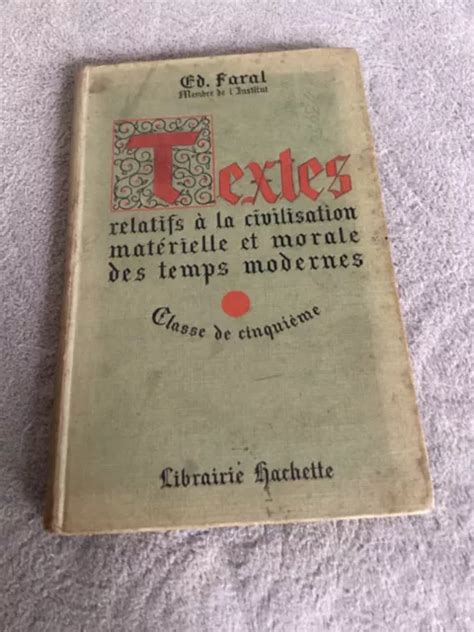 Ed. Faral
Membre de l'Institut
Textes
relatifs à la civilisation
matérielle et morale
des temps modernes
Classe de cinquième
Librairie Hachette